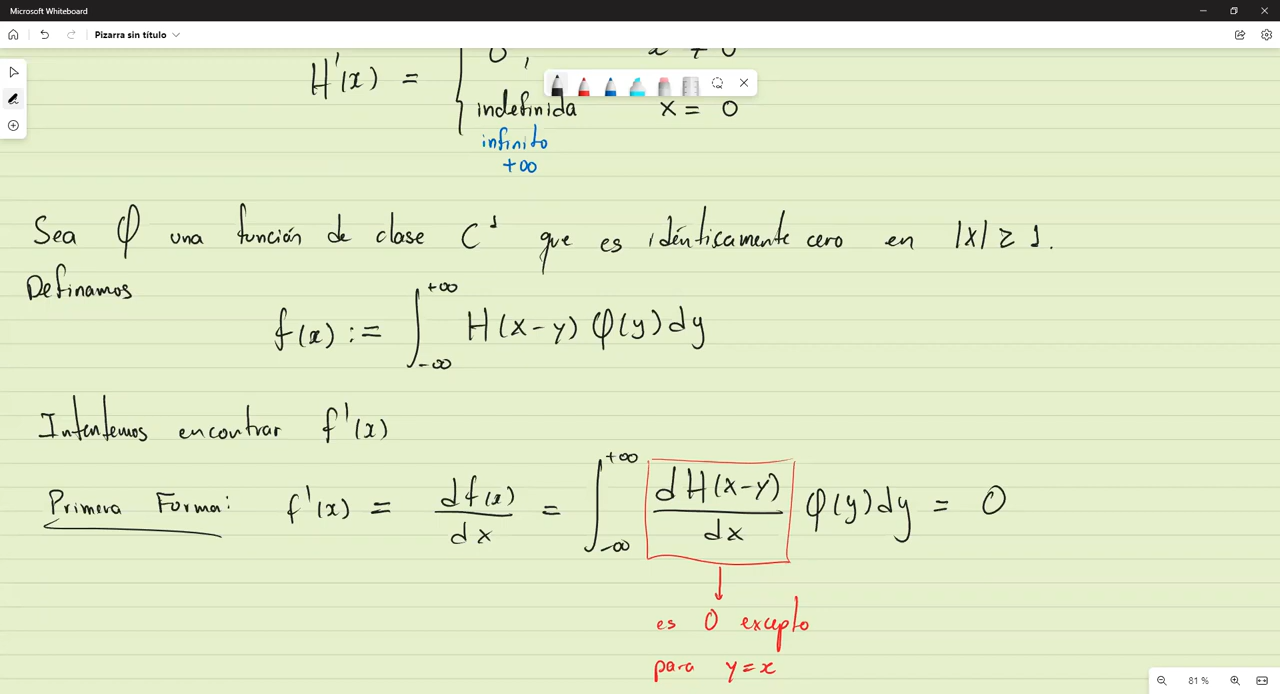 Microsoft Whiteboard
Pizarra sin título
H'(x) = { 0, x ≠ 0
indefinida x = 0
infinito
+∞
Sea φ una función de clase C¹ que es idénticamente cero en |x| ≥ 1.
Definamos
f(x) := ∫_{-∞}^{+∞} H(x-y) φ(y) dy
Intentemos encontrar f'(x)
Primera Forma: f'(x) = df(x)/dx = ∫_{-∞}^{+∞} dH(x-y)/dx φ(y) dy = 0
es 0 excepto
para y = x
81 %